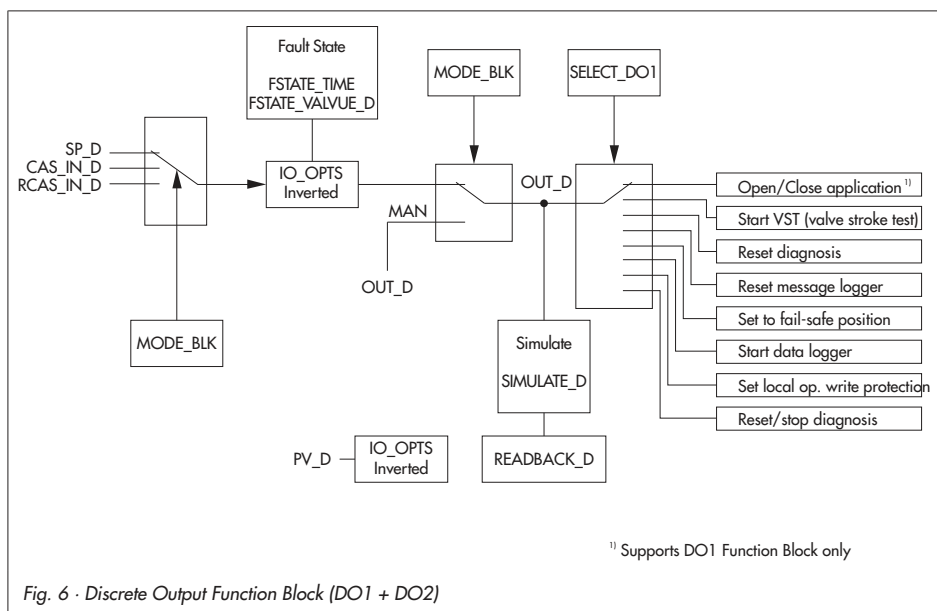 Fault State
FSTATE_TIME
FSTATE_VALVUE_D
MODE_BLK
SELECT_DO1
SP_D
CAS_IN_D
RCAS_IN_D
IO_OPTS
Inverted
MAN
OUT_D
OUT_D
MODE_BLK
Simulate
SIMULATE_D
READBACK_D
PV_D
IO_OPTS
Inverted
Open/Close application 1)
Start VST (valve stroke test)
Reset diagnosis
Reset message logger
Set to fail-safe position
Start data logger
Set local op. write protection
Reset/stop diagnosis
1) Supports DO1 Function Block only
Fig. 6 · Discrete Output Function Block (DO1 + DO2)